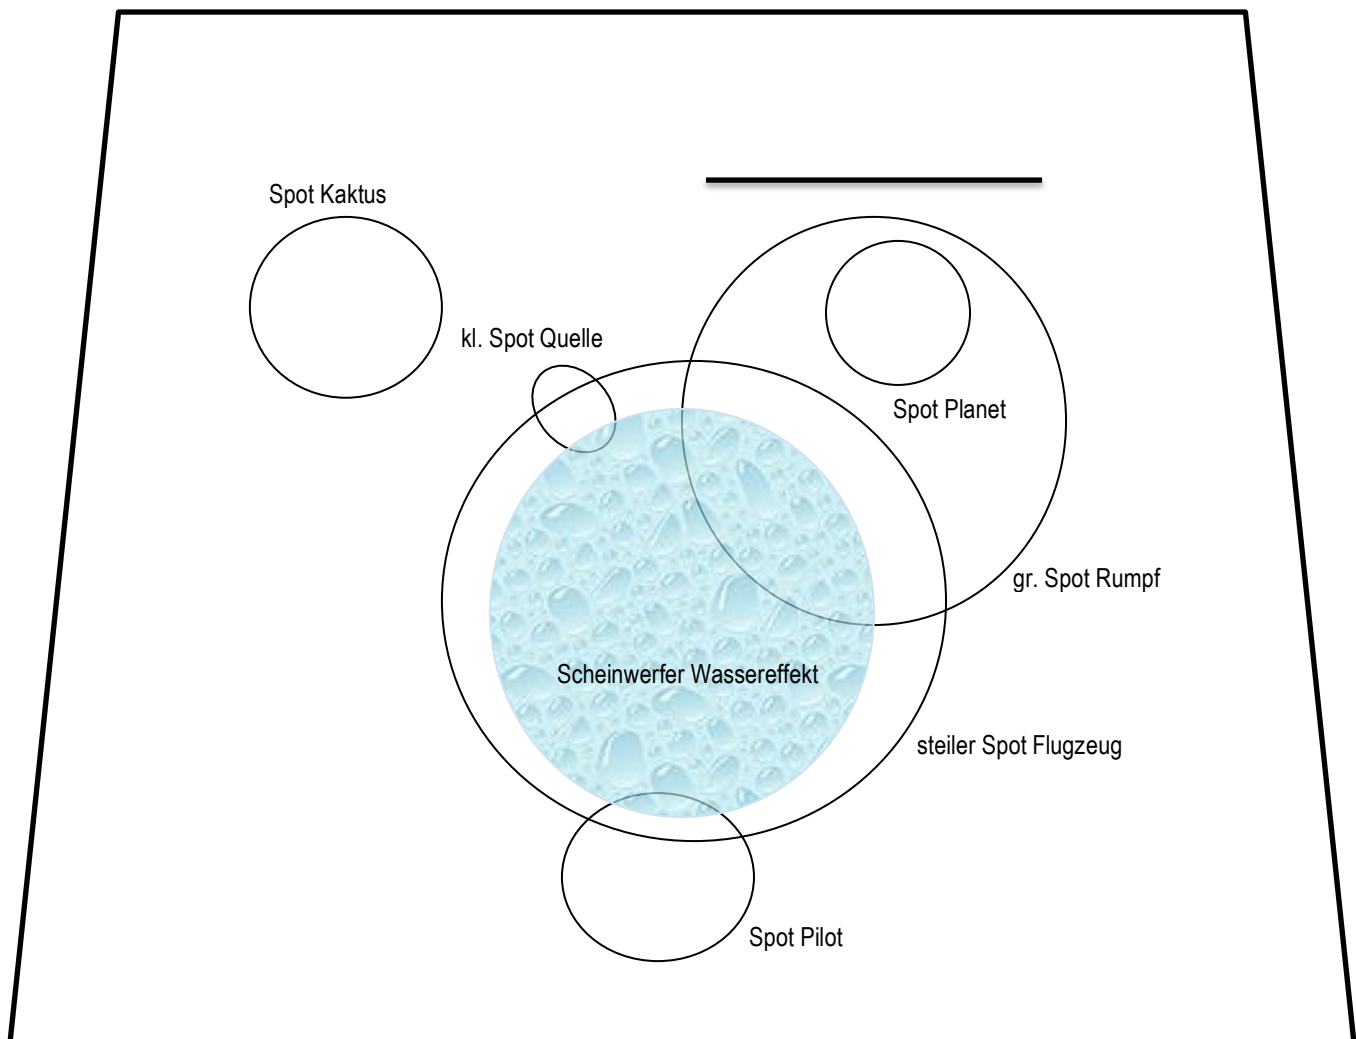 Spot Kaktus
kl. Spot Quelle
Spot Planet
gr. Spot Rumpf
Scheinwerfer Wassereffekt
steiler Spot Flugzeug
Spot Pilot